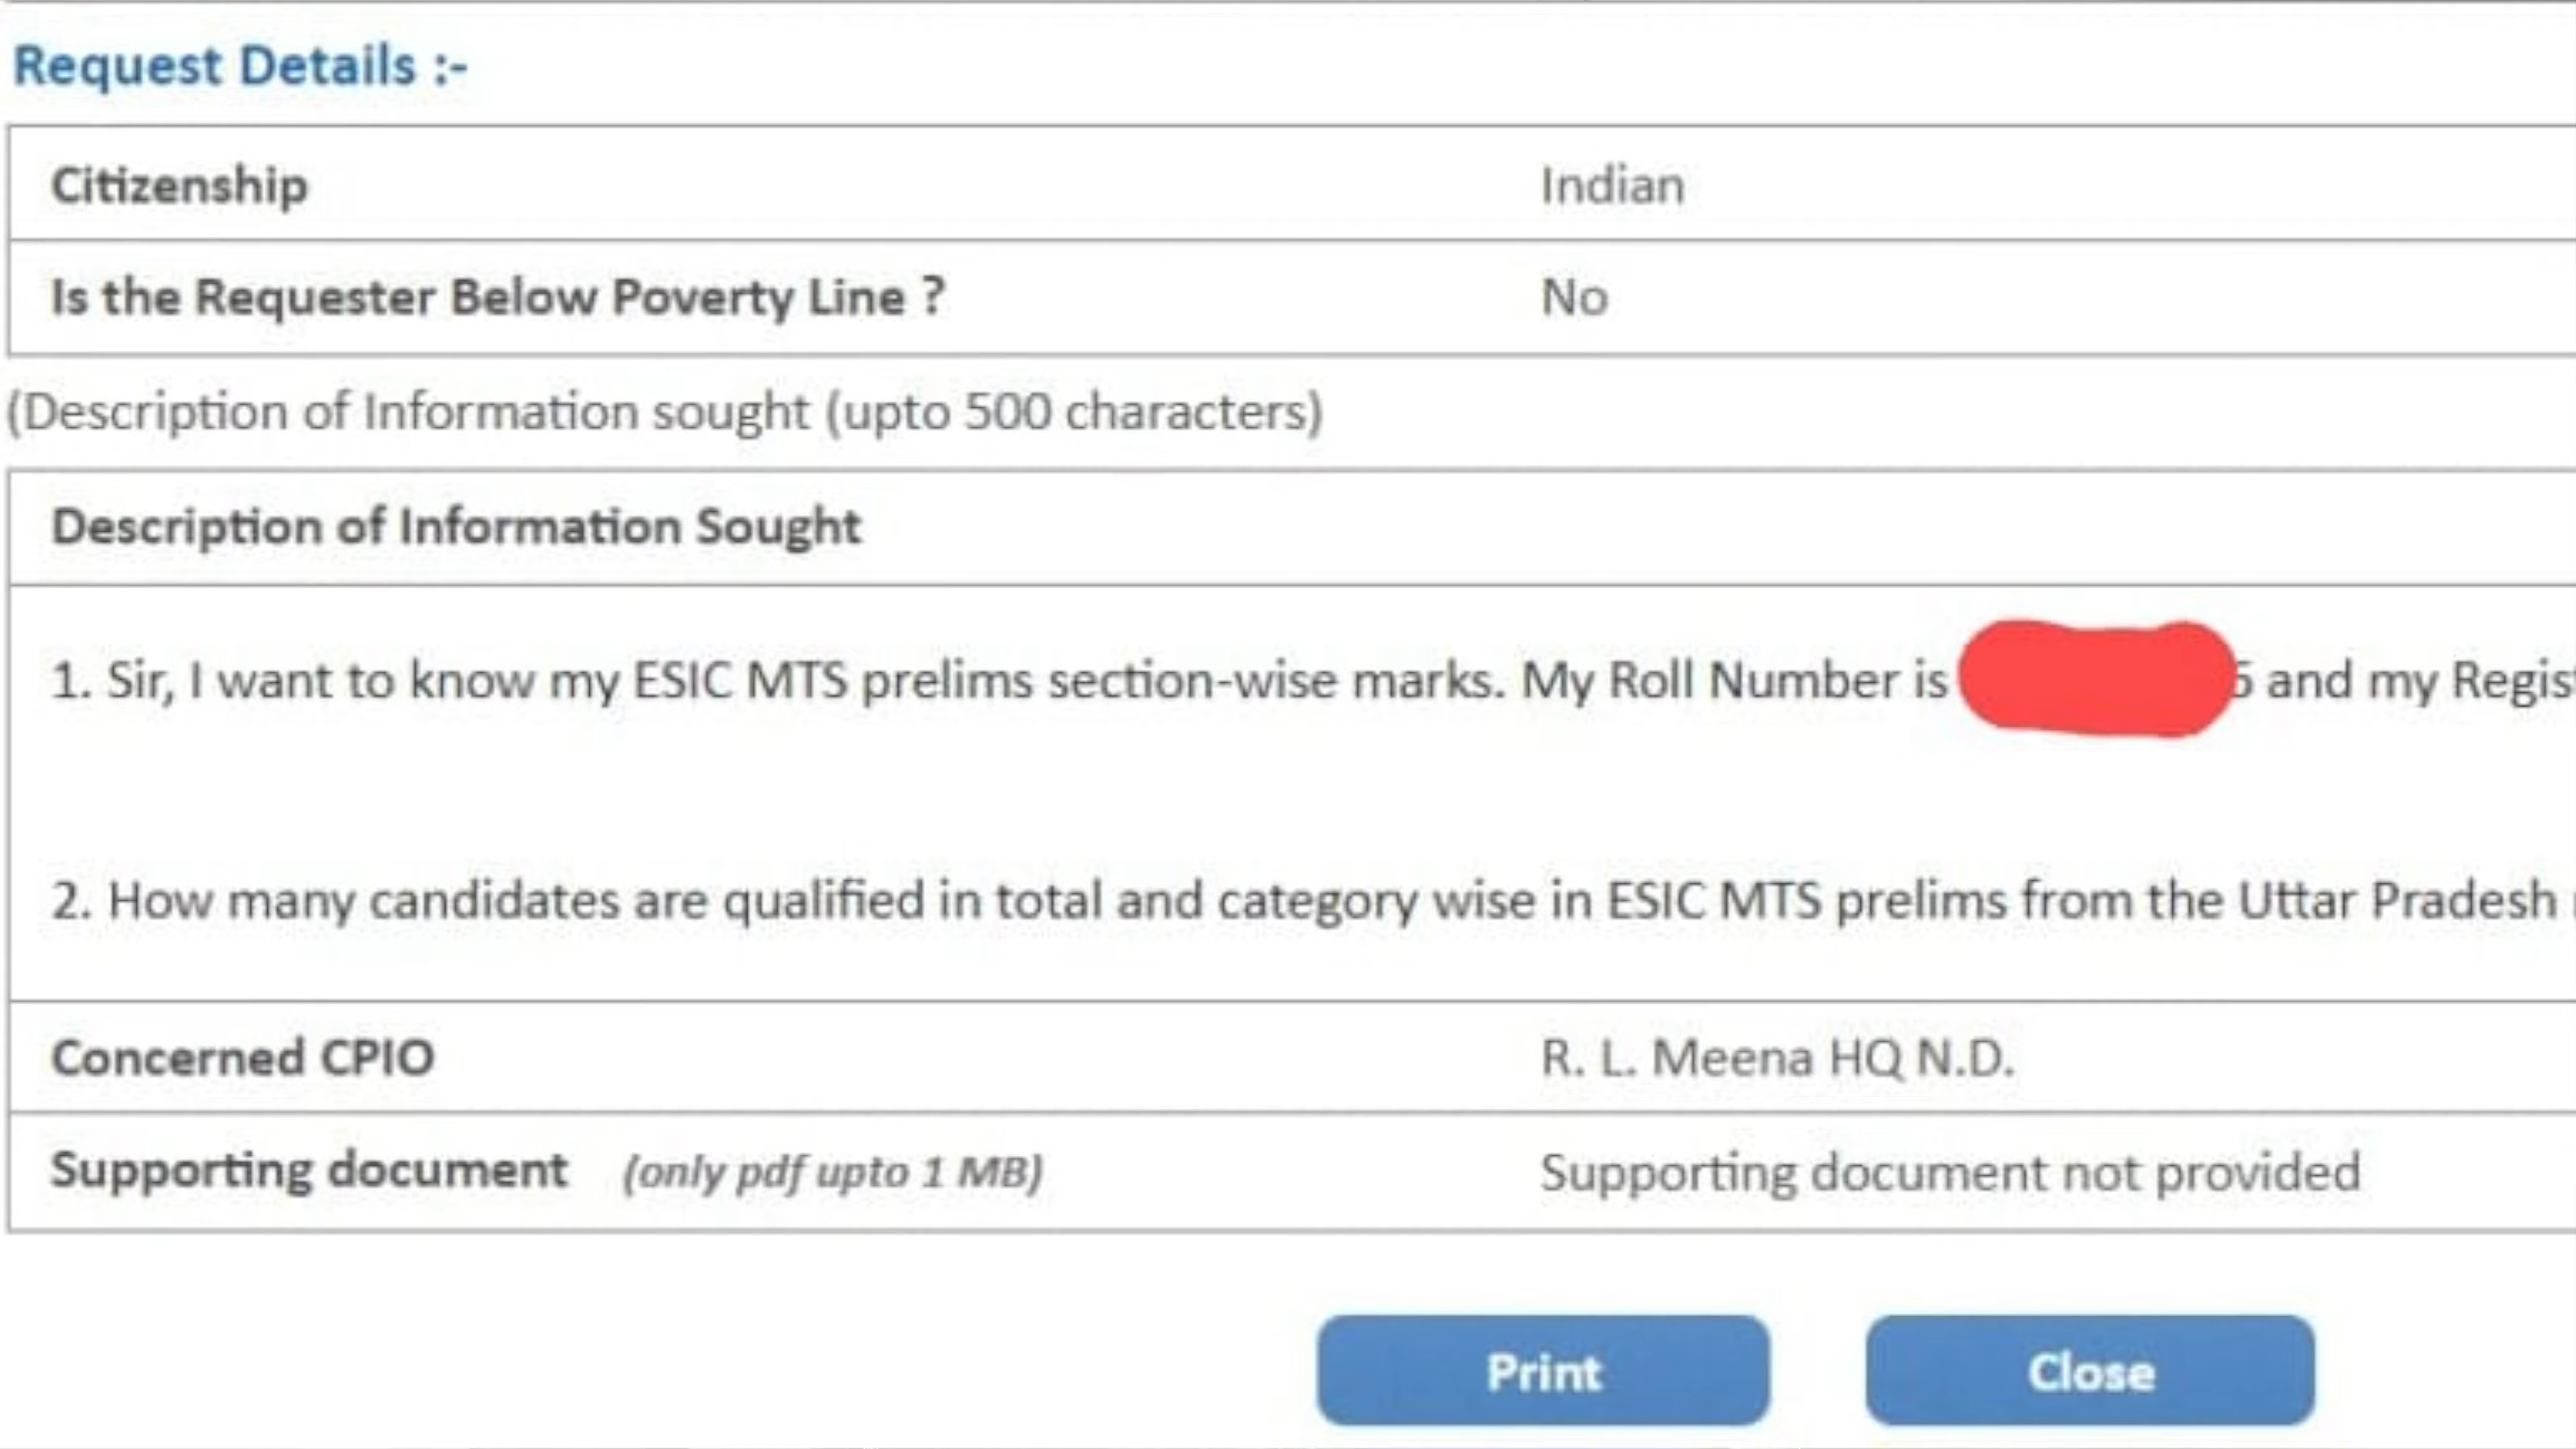 Request Details :-
Citizenship Indian
Is the Requester Below Poverty Line ? No
(Description of Information sought (upto 500 characters)
Description of Information Sought
1. Sir, I want to know my ESIC MTS prelims section-wise marks. My Roll Number is and my Regis
2. How many candidates are qualified in total and category wise in ESIC MTS prelims from the Uttar Pradesh
Concerned CPIO R. L. Meena HQ N.D.
Supporting document (only pdf upto 1 MB) Supporting document not provided
Print Close